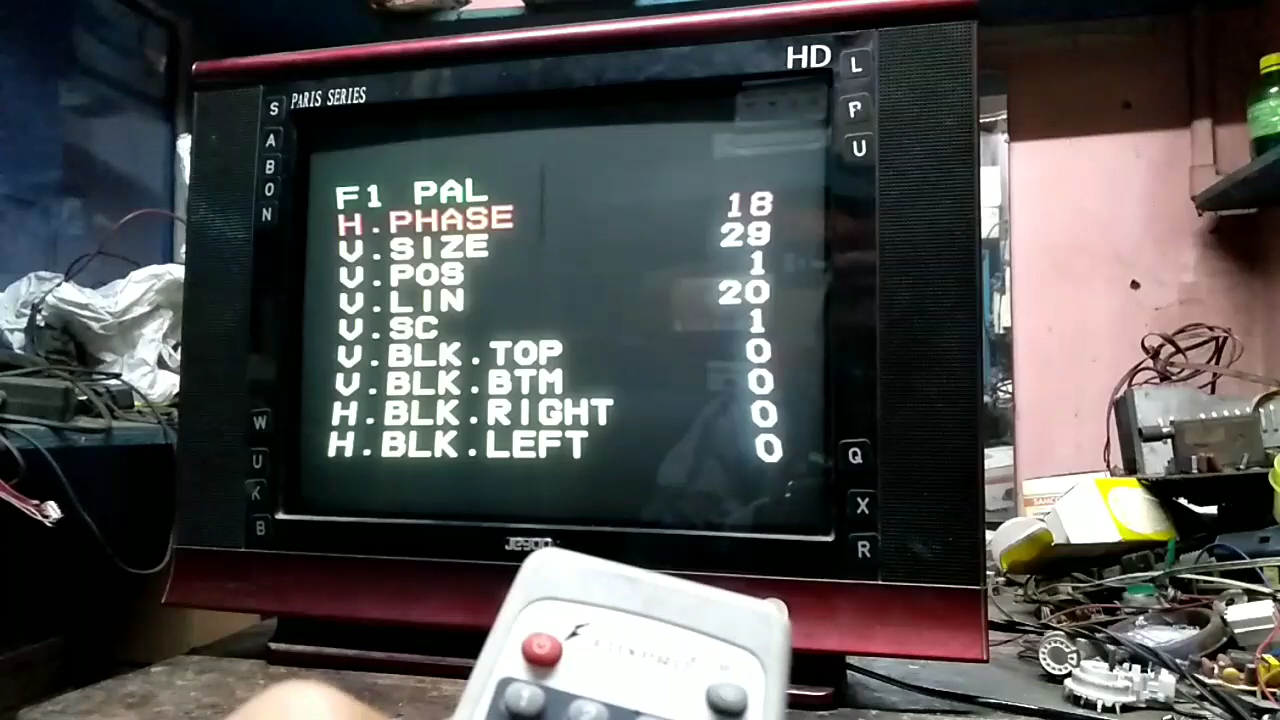 HD
PARIS SERIES
S
A
B
O
N
L
P
U
F1 PAL
H.PHASE 18
V.SIZE 29
V.POS 1
V.LIN 20
V.SC 1
V.BLK.TOP 0
V.BLK.BTM 0
H.BLK.RIGHT 0
H.BLK.LEFT 0
W
U
K
B
Q
X
R